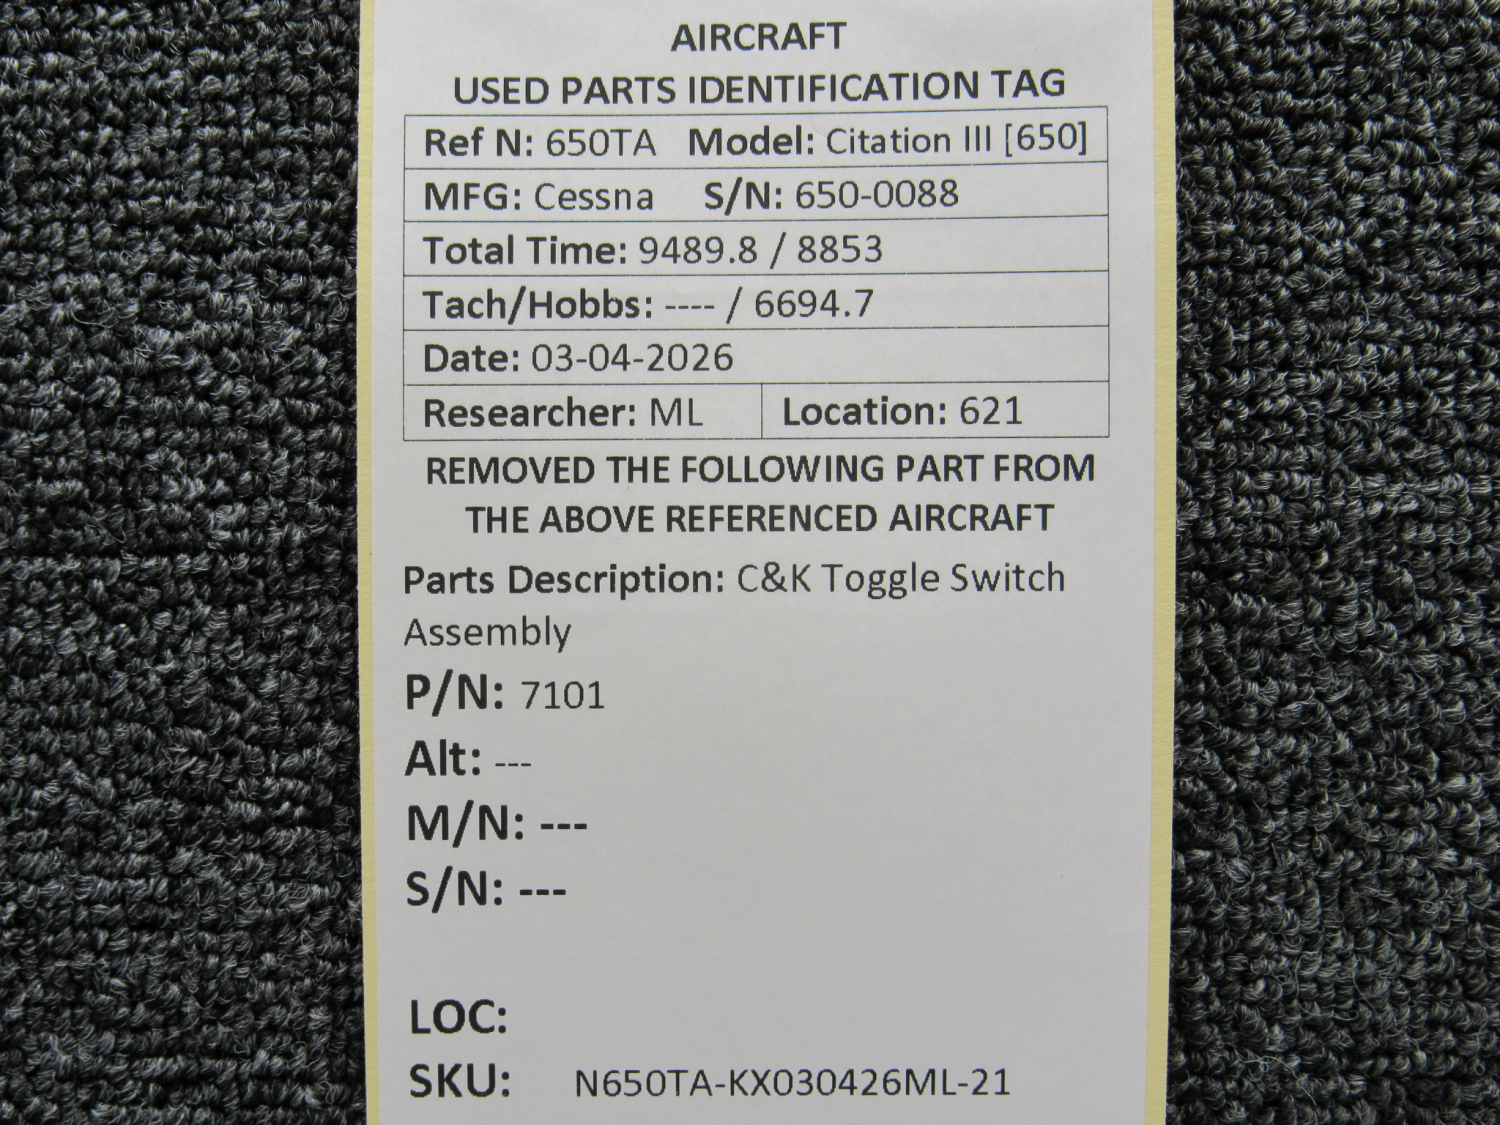 AIRCRAFT
USED PARTS IDENTIFICATION TAG
Ref N: 650TA Model: Citation III [650]
MFG: Cessna S/N: 650-0088
Total Time: 9489.8 / 8853
Tach/Hobbs: ---- / 6694.7
Date: 03-04-2026
Researcher: ML Location: 621
REMOVED THE FOLLOWING PART FROM
THE ABOVE REFERENCED AIRCRAFT
Parts Description: C&K Toggle Switch
Assembly
P/N: 7101
Alt: ---
M/N: ---
S/N: ---
LOC:
SKU: N650TA-KX030426ML-21